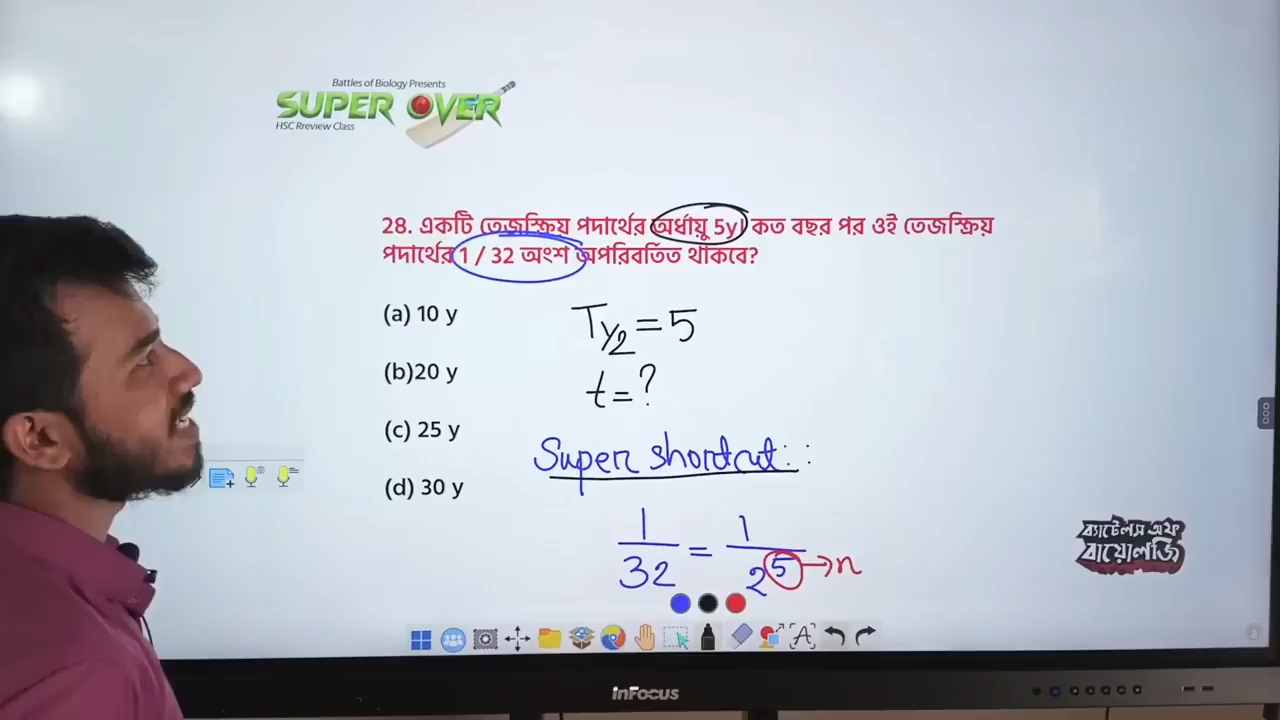 Battles of Biology Presents
SUPER OVER
HSC Rreview Class
28. একটি তেজস্ক্রিয় পদার্থের অর্ধায়ু 5y। কত বছর পর ওই তেজস্ক্রিয়
পদার্থের 1 / 32 অংশ অপরিবর্তিত থাকবে?
(a) 10 y
(b)20 y
(c) 25 y
(d) 30 y
T1/2 = 5
t = ?
Super shortcut:
1/32 = 1/2^5 → n
ব্যাটেলস অফ
বায়োলজি
InFocus